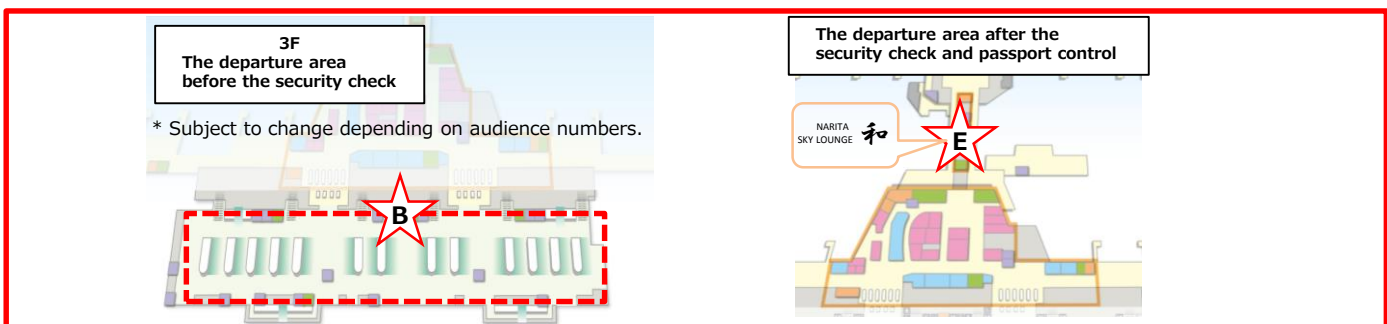 3F
The departure area
before the security check
* Subject to change depending on audience numbers.
B
The departure area after the
security check and passport control
NARITA
SKY LOUNGE 和
E